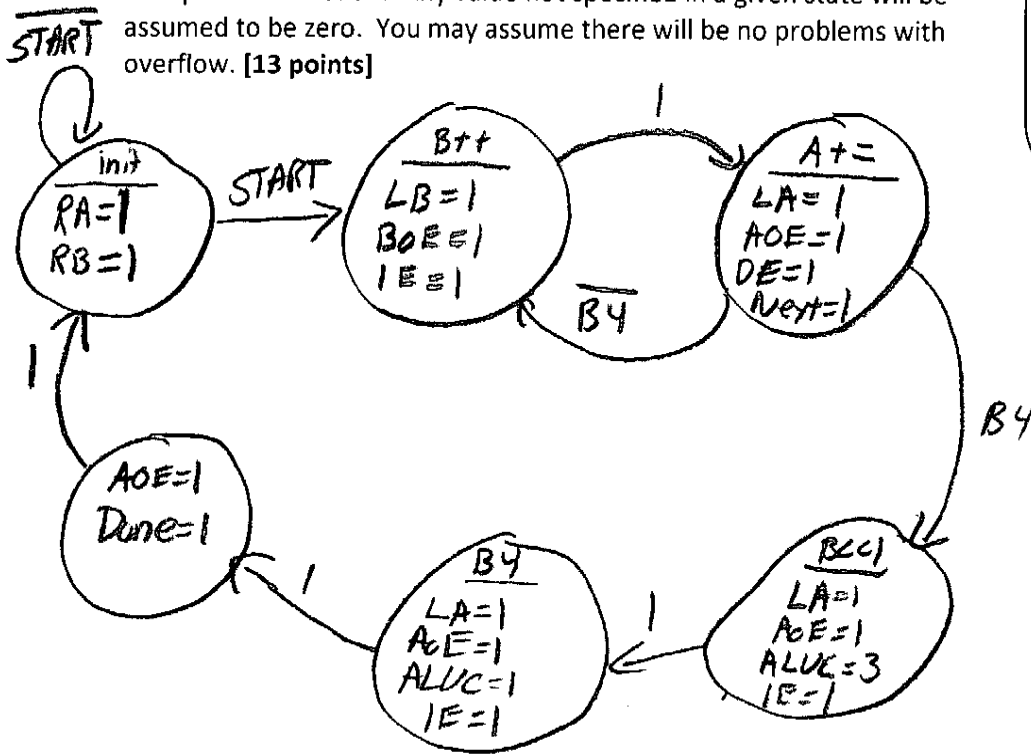 assumed to be zero. You may assume there will be no problems with
overflow. [13 points]
START
init
RA=1
RB=1
START
B++
LB=1
BOE=1
IE=1
1
A+=
LA=1
AOE=1
DE=1
Next=1
B4
B4
B<<1
LA=1
AOE=1
ALUC=3
IE=1
1
B4
LA=1
AOE=1
ALUC=1
IE=1
1
AOE=1
Done=1
1